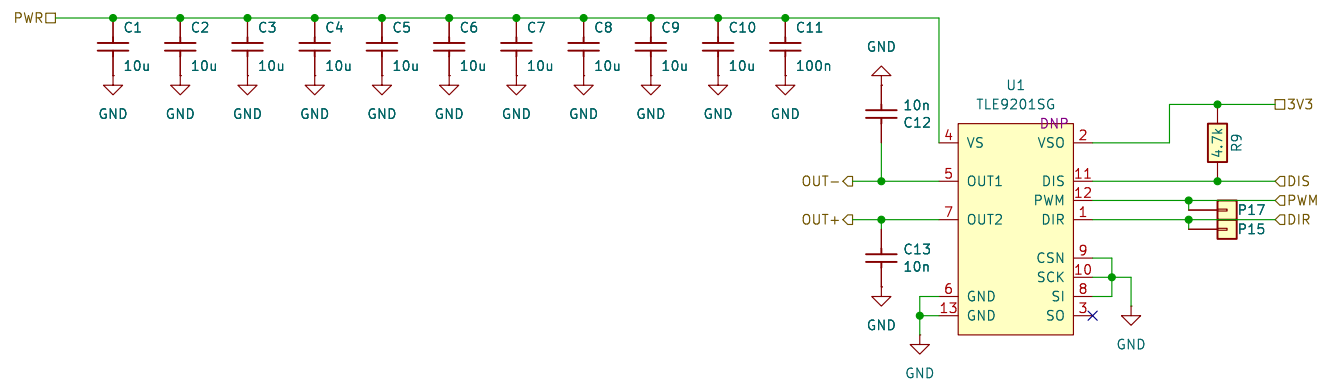 PWR
C1 C2 C3 C4 C5 C6 C7 C8 C9 C10 C11
10u 10u 10u 10u 10u 10u 10u 10u 10u 10u 100n
GND GND GND GND GND GND GND GND GND GND GND
GND
10n
C12
U1
TLE9201SG
DNP
4 VS VSO 2
3V3
4.7k
R9
OUT- 5 OUT1 DIS 11 DIS
PWM 12 PWM
P17
OUT+ 7 OUT2 DIR 1 DIR
P15
C13
10n
GND
CSN 9
SCK 10
6 GND SI 8
13 GND SO 3
GND
GND